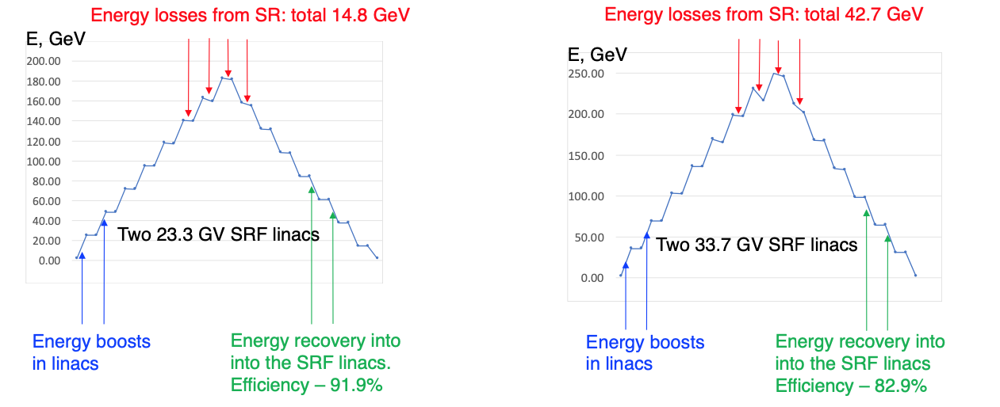 Energy losses from SR: total 14.8 GeV
E, GeV
200.00
180.00
160.00
140.00
120.00
100.00
80.00
60.00
40.00
20.00
0.00
Two 23.3 GV SRF linacs
Energy boosts
in linacs
Energy recovery into
into the SRF linacs.
Efficiency – 91.9%
Energy losses from SR: total 42.7 GeV
E, GeV
250.00
200.00
150.00
100.00
50.00
0.00
Two 33.7 GV SRF linacs
Energy boosts
in linacs
Energy recovery into
into the SRF linacs
Efficiency – 82.9%